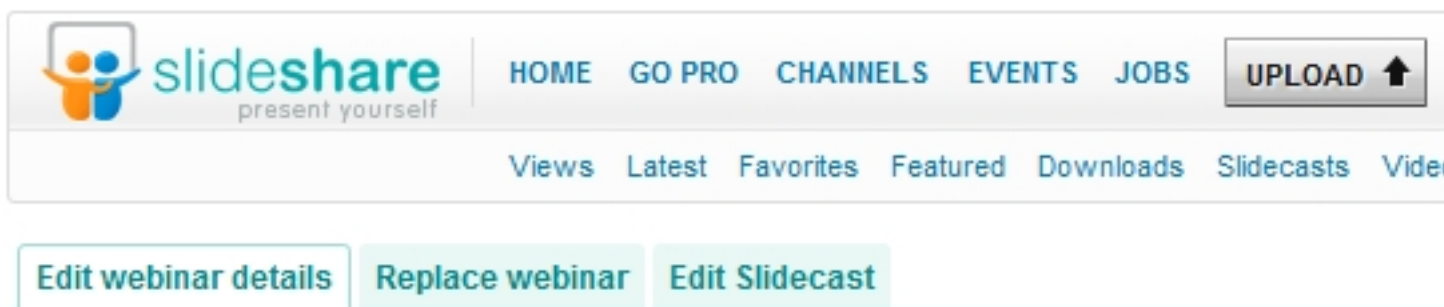 slideshare
present yourself
HOME GO PRO CHANNELS EVENTS JOBS UPLOAD
Views Latest Favorites Featured Downloads Slidecasts
Edit webinar details Replace webinar Edit Slidecast